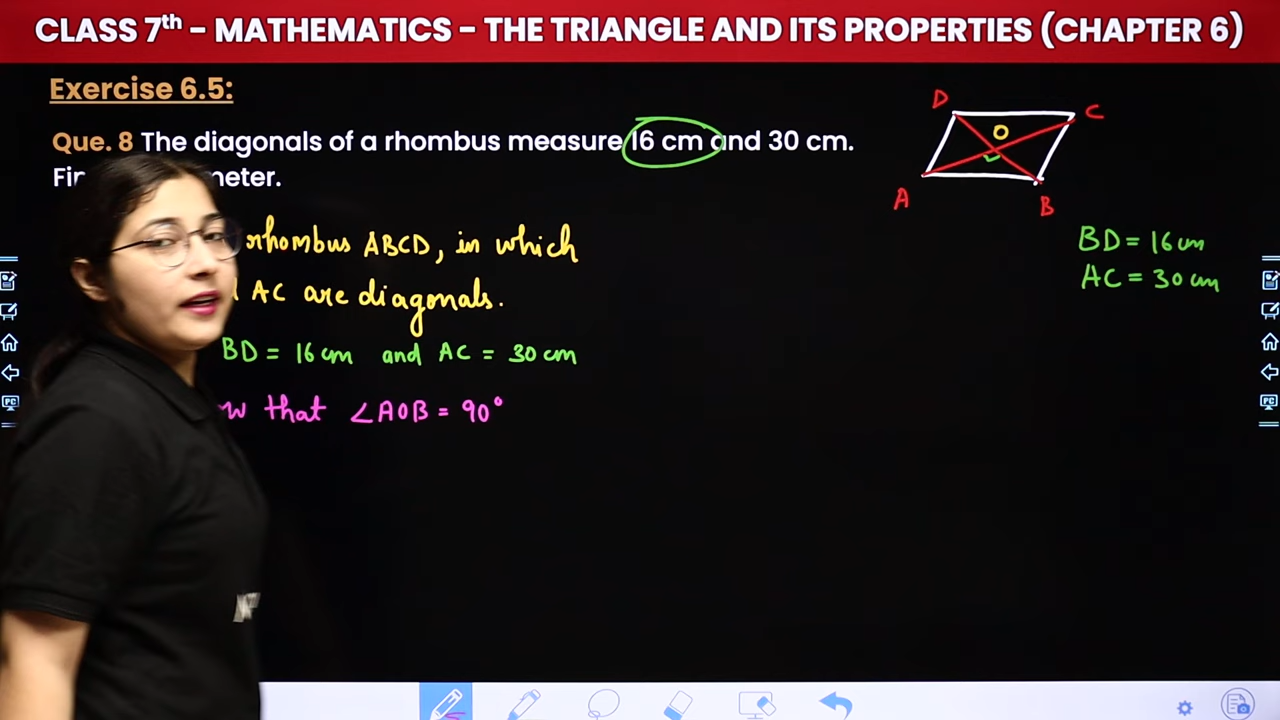 CLASS 7th - MATHEMATICS - THE TRIANGLE AND ITS PROPERTIES (CHAPTER 6)
Exercise 6.5:
Que. 8 The diagonals of a rhombus measure 16 cm and 30 cm.
D
C
O
A
B
rhombus ABCD, in which
AC are diagonals.
BD = 16 cm and AC = 30 cm
that ∠AOB = 90°
BD = 16 cm
AC = 30 cm
PC
PC